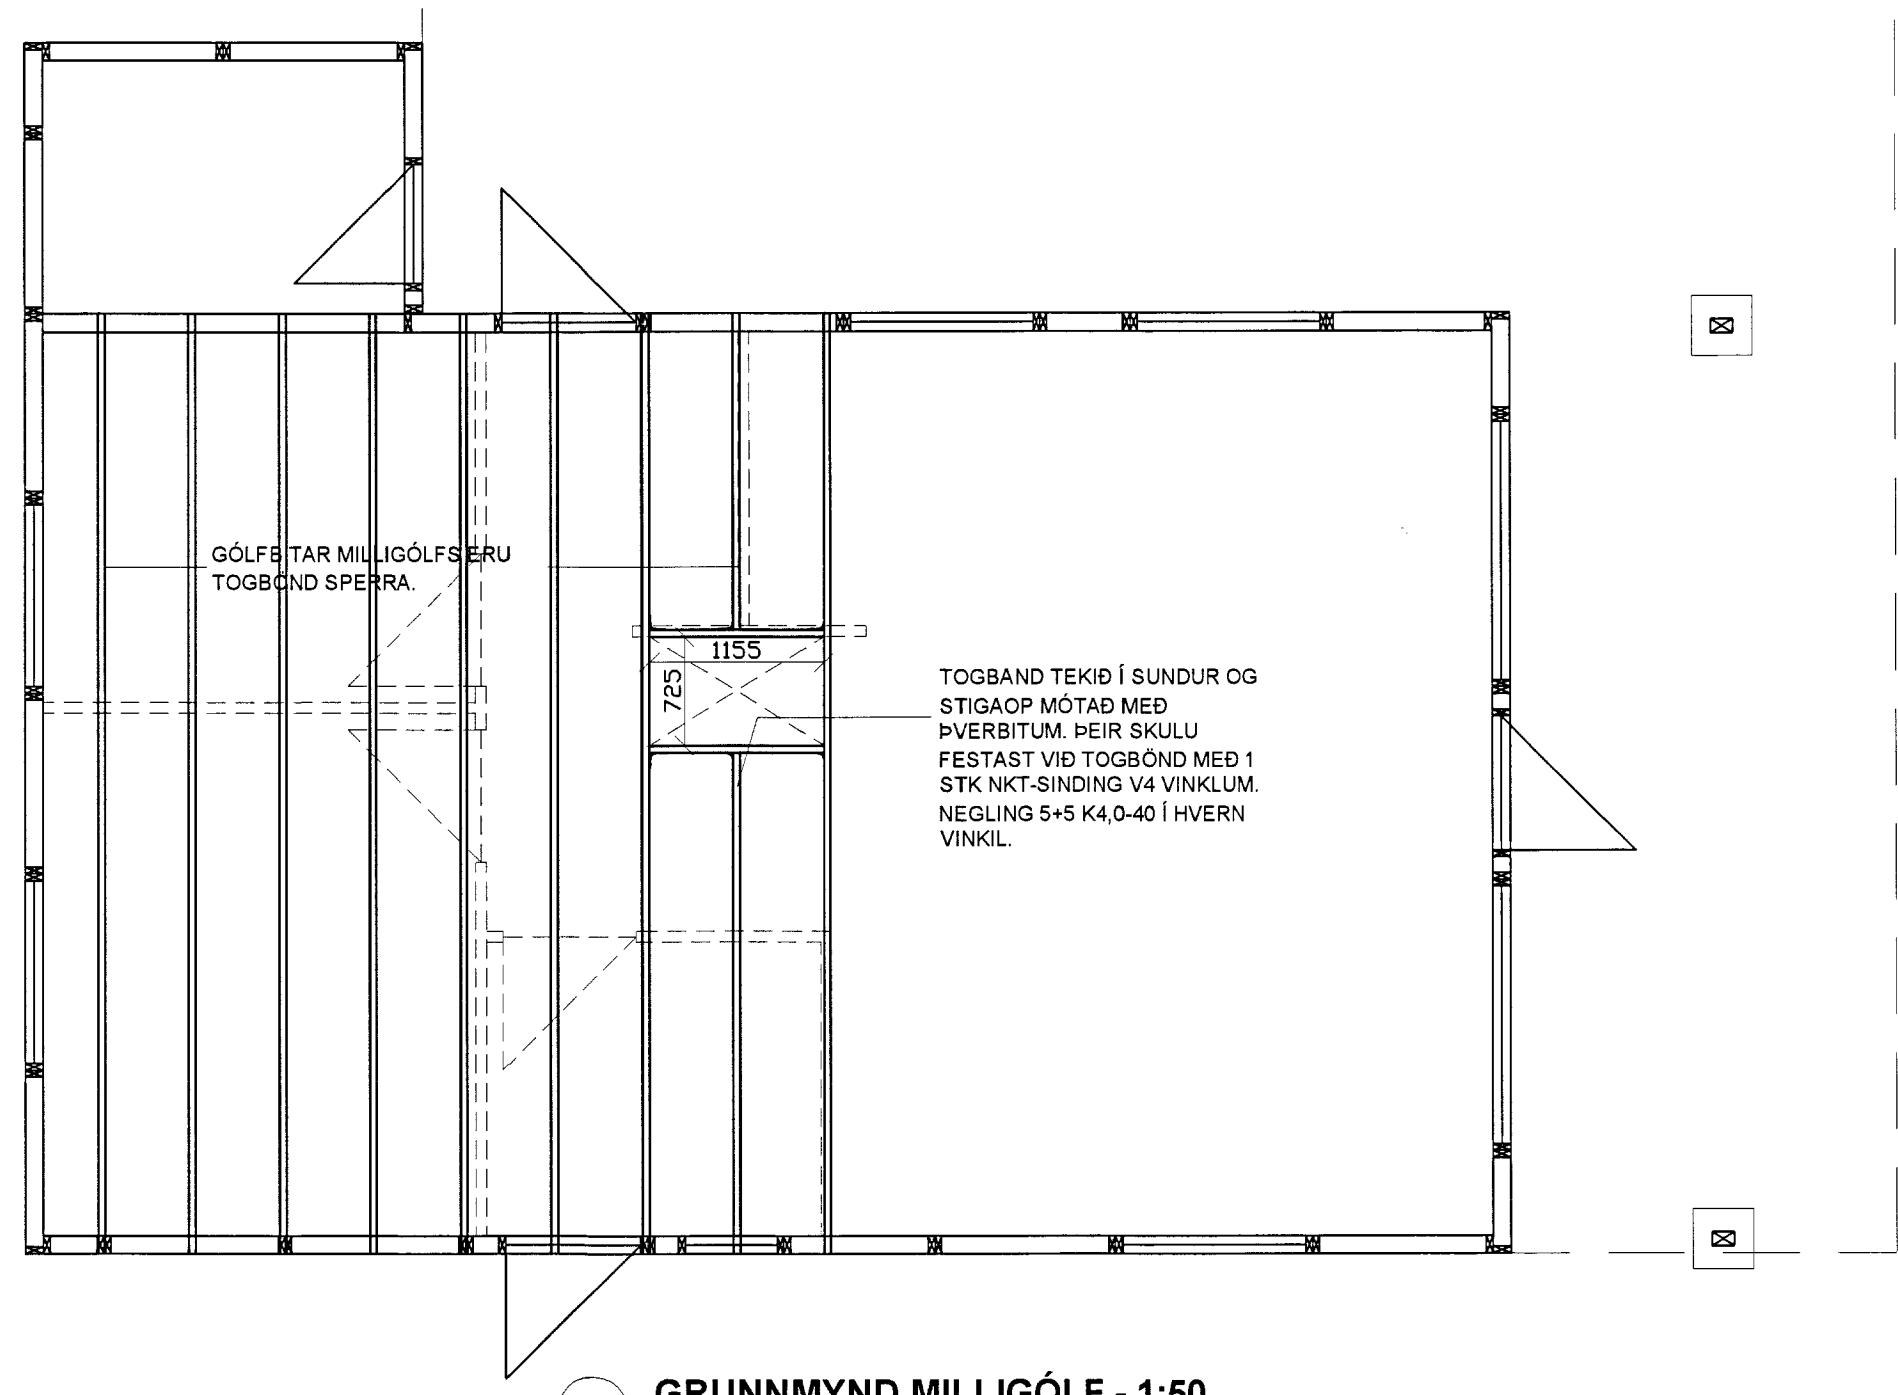 GÓLFBITAR MILLIGÓLFS ERU
TOGBÖND SPERRA.
1155
725
TOGBAND TEKIÐ Í SUNDUR OG
STIGAOP MÓTAÐ MEÐ
ÞVERBITUM. ÞEIR SKULU
FESTAST VIÐ TOGBÖND MEÐ 1
STK NKT-SINDING V4 VINKLUM.
NEGLING 5+5 K4,0-40 Í HVERN
VINKIL.
GRUNNMYND MILLIGÓLF - 1:50